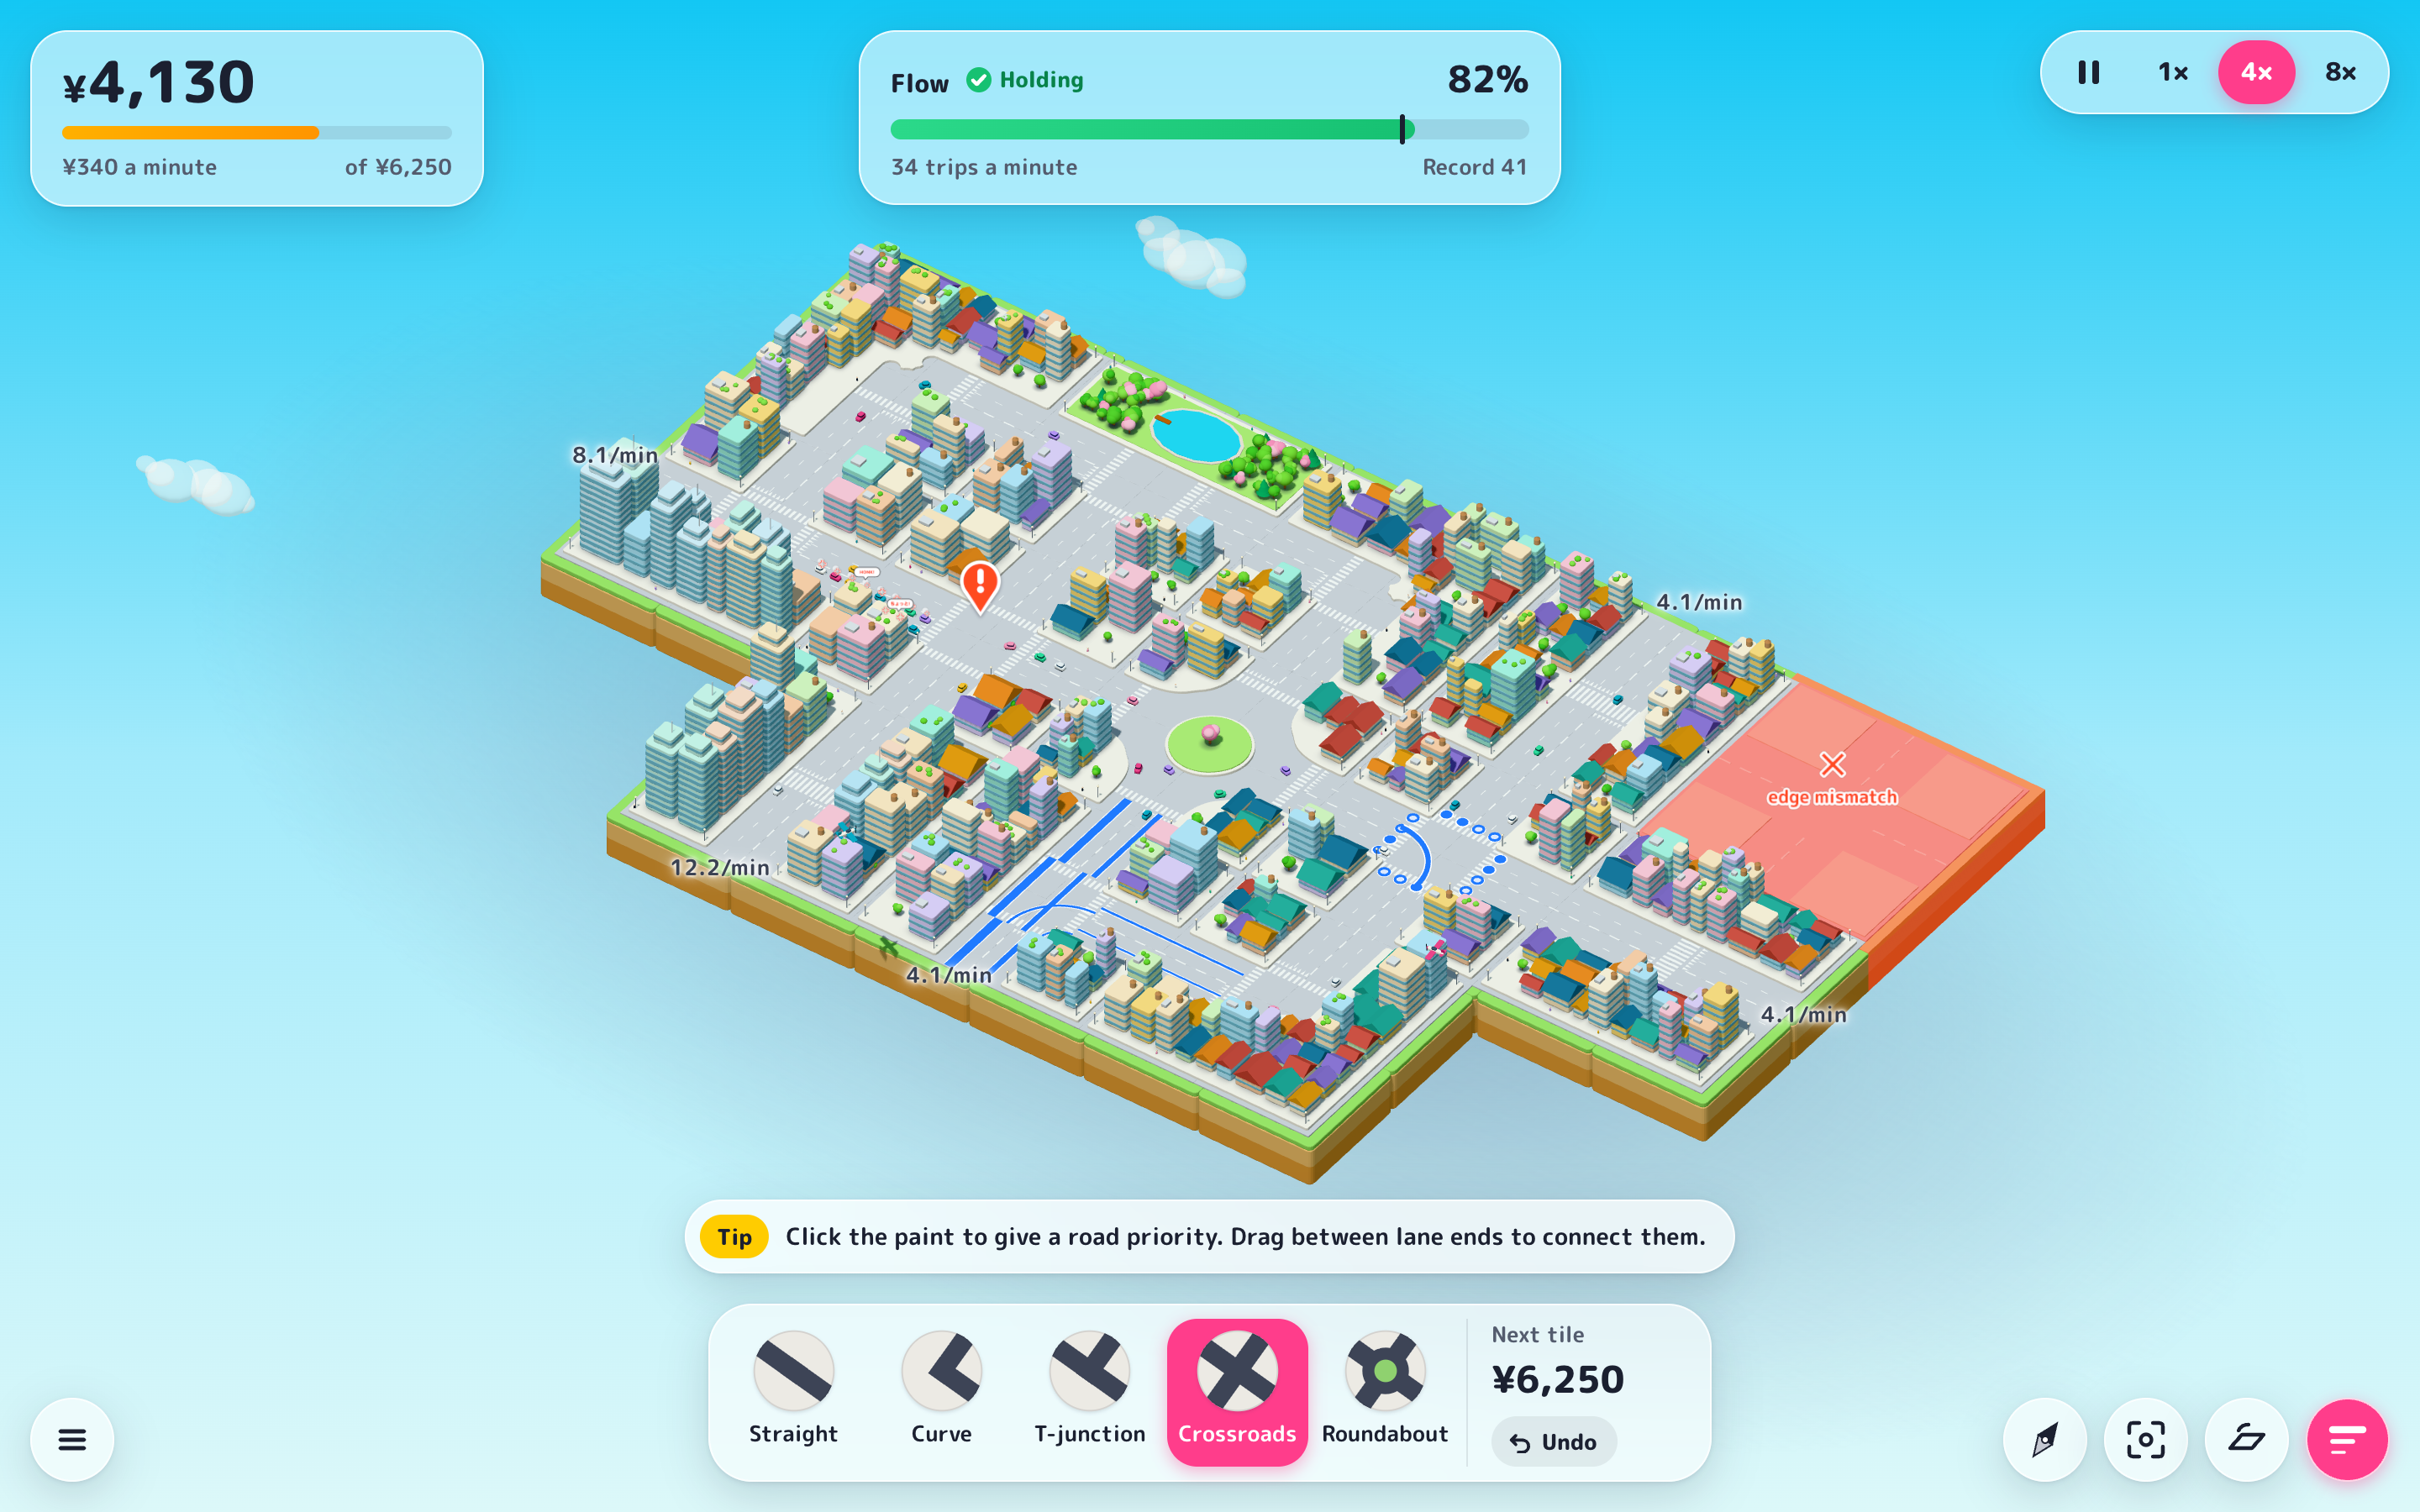 ¥4,130
¥340 a minute
of ¥6,250
Flow
Holding
82%
34 trips a minute
Record 41
1×
4×
8×
8.1/min
4.1/min
edge mismatch
12.2/min
4.1/min
4.1/min
Tip
Click the paint to give a road priority. Drag between lane ends to connect them.
Straight
Curve
T-junction
Crossroads
Roundabout
Next tile
¥6,250
Undo